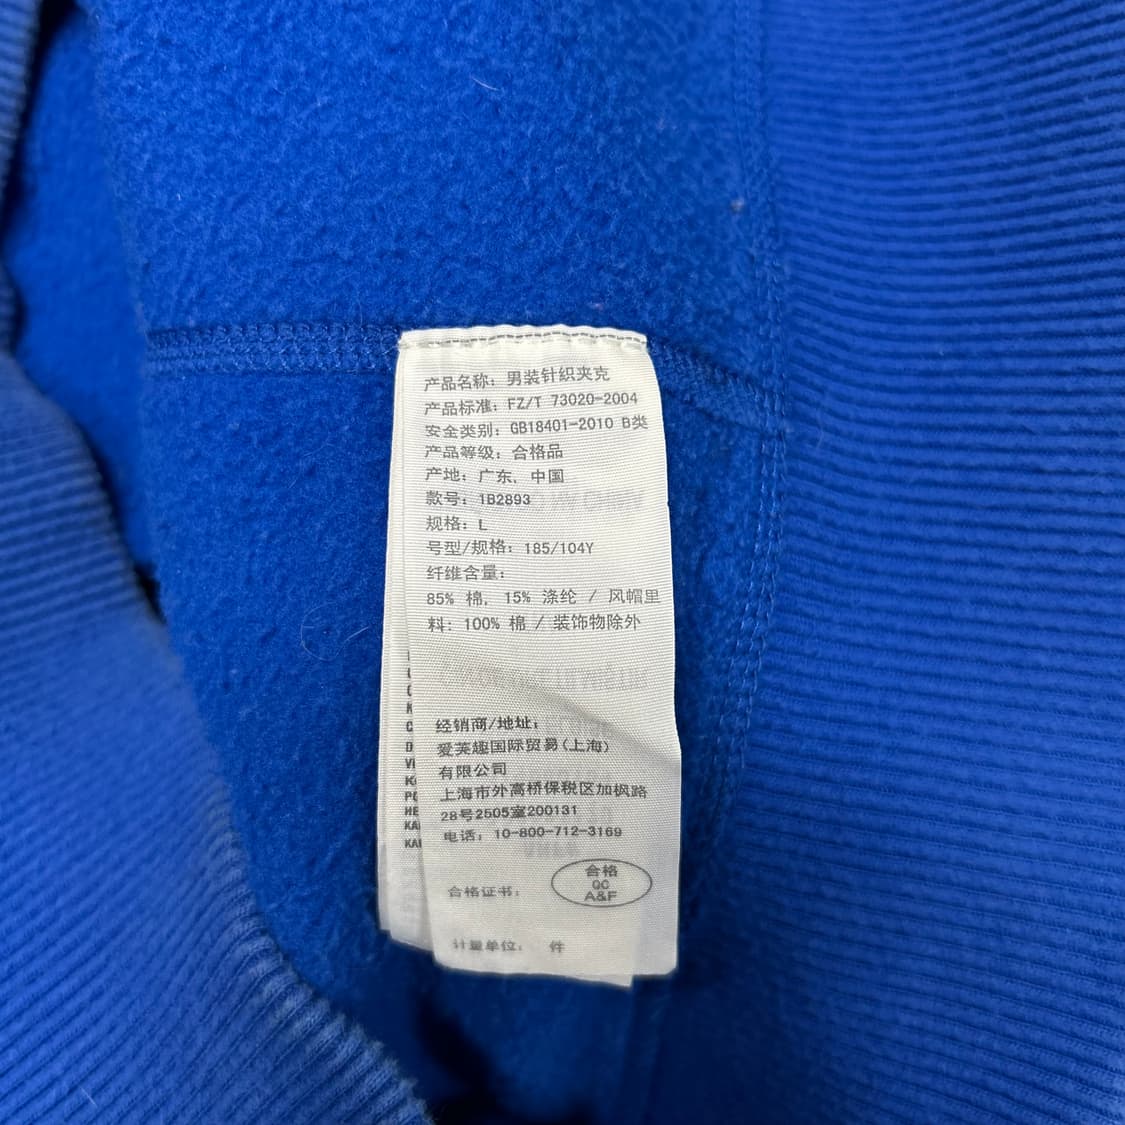 产品名称: 男装针织夹克
产品标准: FZ/T 73020-2004
安全类别: GB18401-2010 B类
产品等级: 合格品
产地: 广东, 中国
款号: 1B2893
规格: L
号型/规格: 185/104Y
纤维含量:
85% 棉, 15% 涤纶 / 风帽里
料: 100% 棉 / 装饰物除外
经销商/地址:
爱芙趣国际贸易(上海)
有限公司
上海市外高桥保税区加枫路
28号2505室200131
电话: 10-800-712-3169
合格
QC
合格证书:
A&F
计量单位: 件